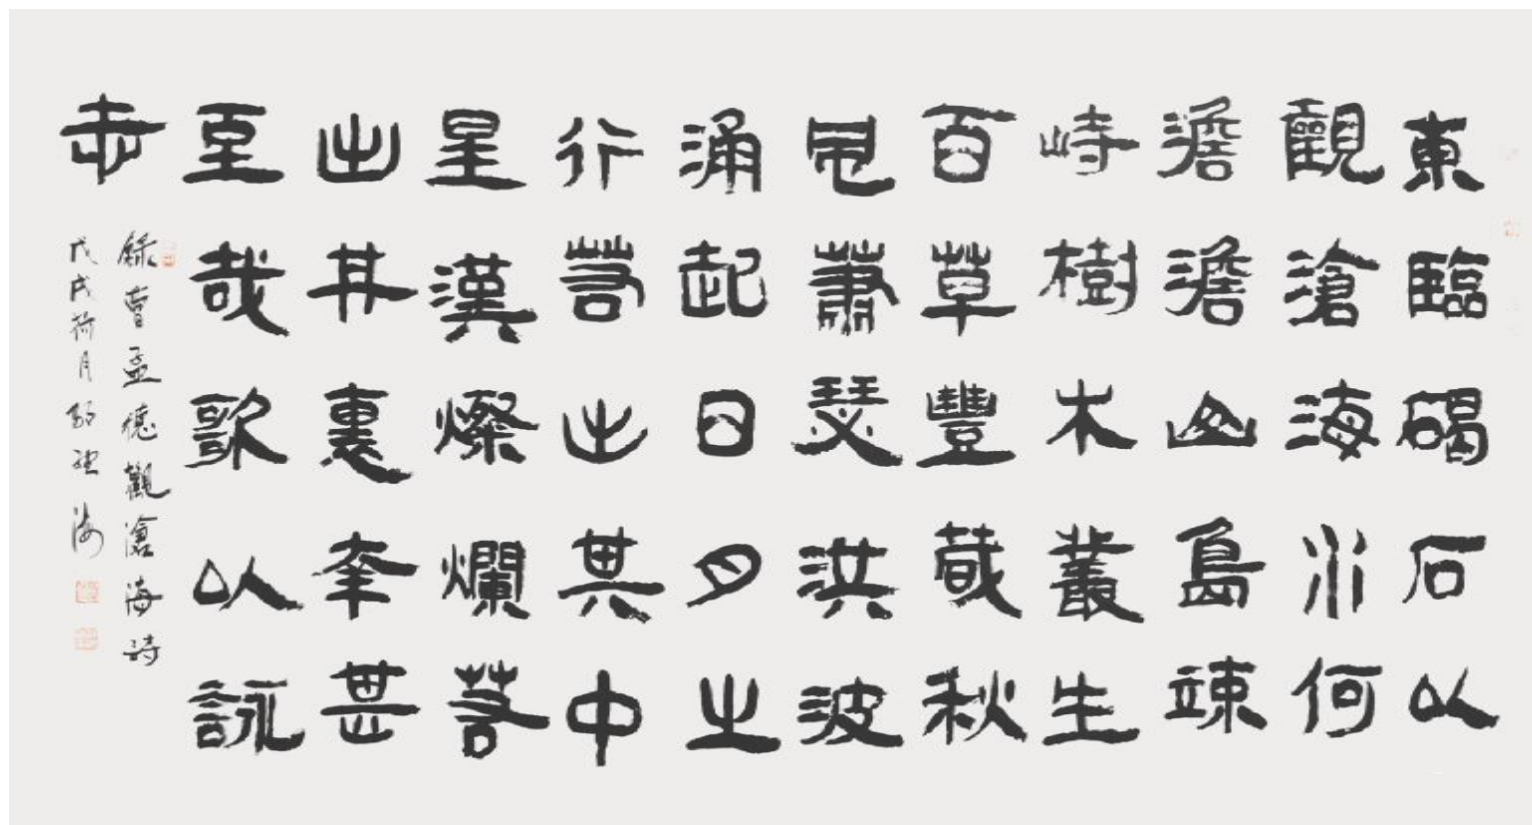 東臨碣石以
觀滄海水何
澹澹山島竦
峙樹木叢生
百草豐茂秋
風蕭瑟洪波
涌起日月之
行若出其中
星漢燦爛若
出其裏幸甚
至哉歌以詠
志
錄曹孟德觀滄海詩
戊戌荷月海